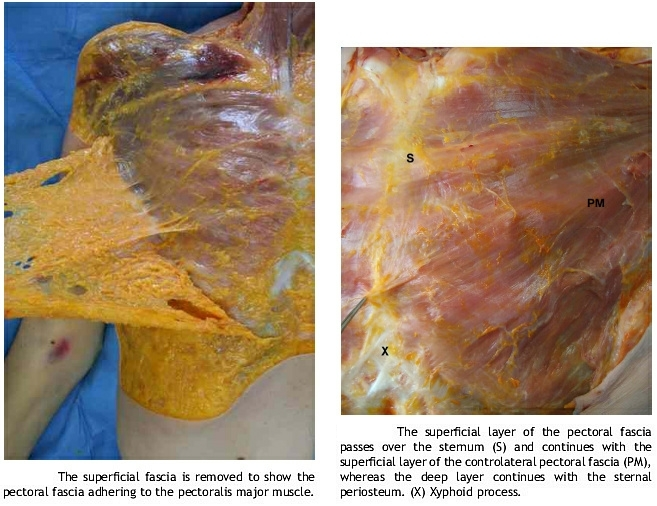 S
PM
X
The superficial fascia is removed to show the
pectoral fascia adhering to the pectoralis major muscle.
The superficial layer of the pectoral fascia
passes over the sternum (S) and continues with the
superficial layer of the controlateral pectoral fascia (PM),
whereas the deep layer continues with the sternal
periosteum. (X) Xyphoid process.